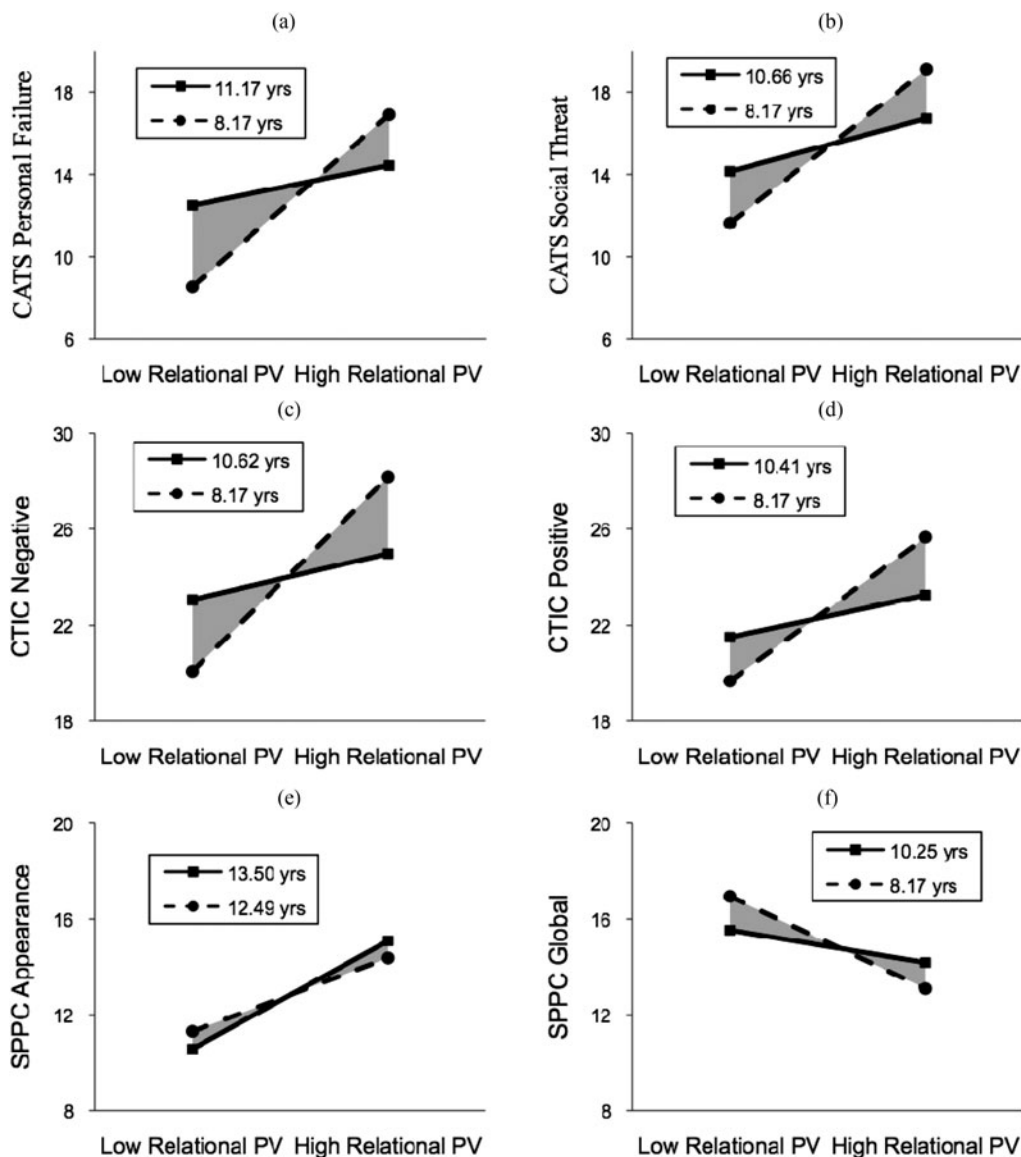 (a)
CATS Personal Failure
18
14
10
6
11.17 yrs
8.17 yrs
Low Relational PV High Relational PV
(b)
CATS Social Threat
18
14
10
6
10.66 yrs
8.17 yrs
Low Relational PV High Relational PV
(c)
CTIC Negative
30
26
22
18
10.62 yrs
8.17 yrs
Low Relational PV High Relational PV
(d)
CTIC Positive
30
26
22
18
10.41 yrs
8.17 yrs
Low Relational PV High Relational PV
(e)
SPPC Appearance
20
16
12
8
13.50 yrs
12.49 yrs
Low Relational PV High Relational PV
(f)
SPPC Global
20
16
12
8
10.25 yrs
8.17 yrs
Low Relational PV High Relational PV